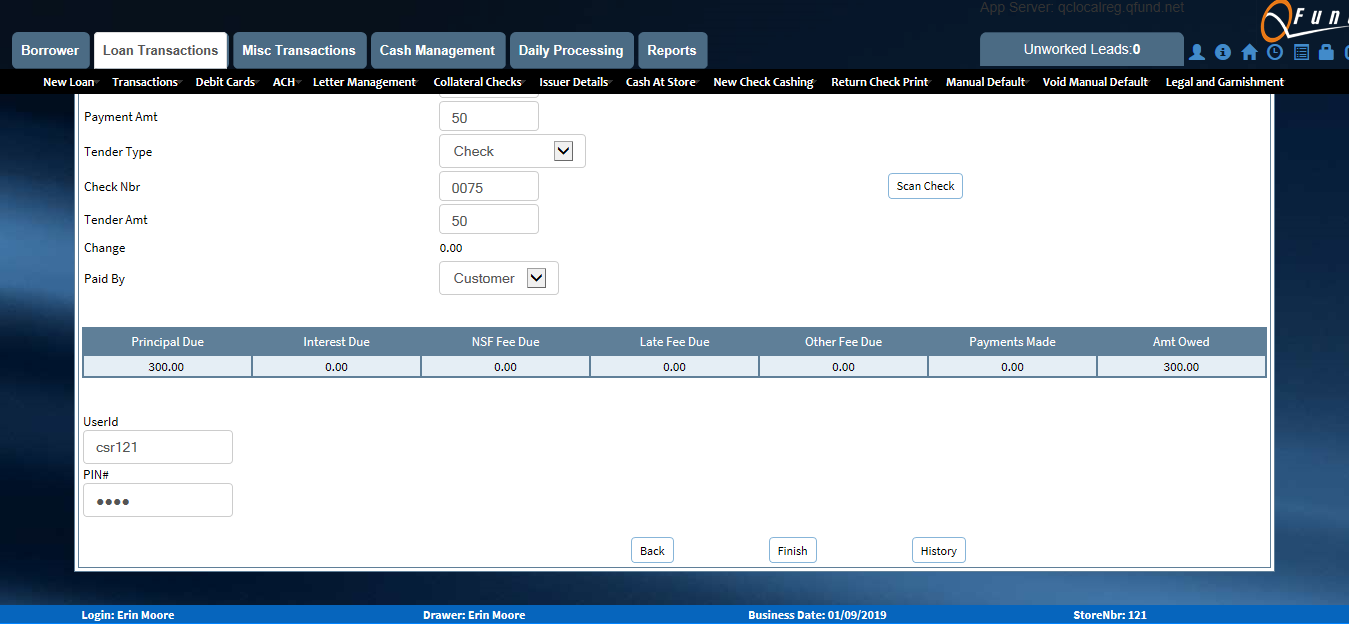 App Server: qclocalreg.qfund.net
QFun
Borrower Loan Transactions Misc Transactions Cash Management Daily Processing Reports Unworked Leads:0
New Loan Transactions Debit Cards ACH Letter Management Collateral Checks Issuer Details Cash At Store New Check Cashing Return Check Print Manual Default Void Manual Default Legal and Garnishment
Payment Amt 50
Tender Type Check
Check Nbr 0075 Scan Check
Tender Amt 50
Change 0.00
Paid By Customer
Principal Due Interest Due NSF Fee Due Late Fee Due Other Fee Due Payments Made Amt Owed
300.00 0.00 0.00 0.00 0.00 0.00 300.00
UserId
csr121
PIN#
••••
Back Finish History
Login: Erin Moore Drawer: Erin Moore Business Date: 01/09/2019 StoreNbr: 121